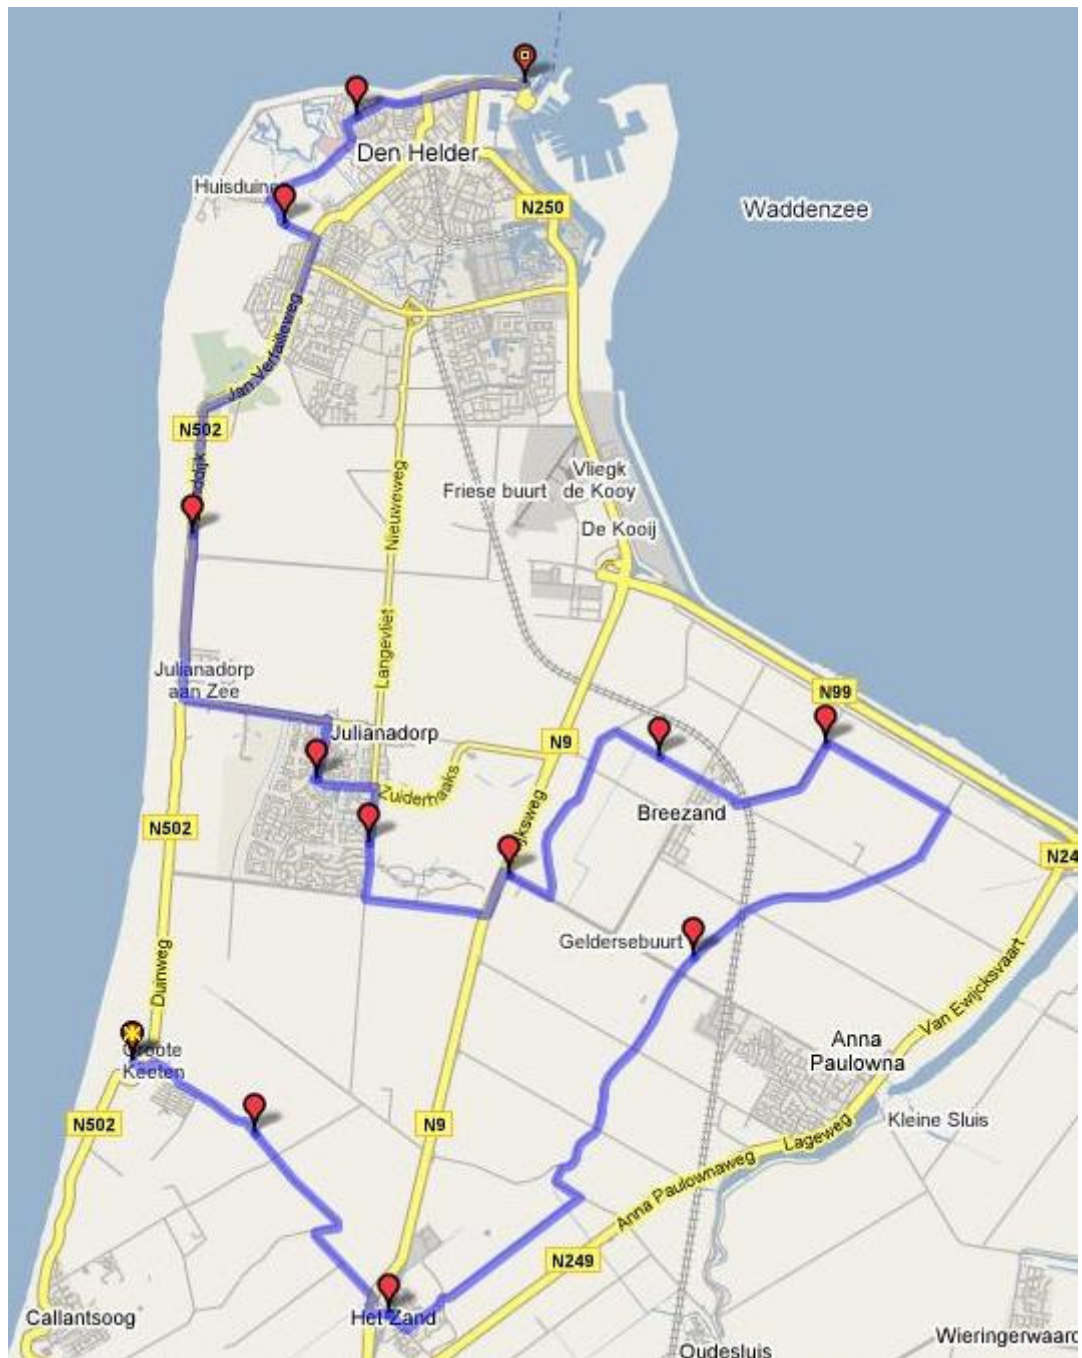 Den Helder
Huisduin
N250
Waddenzee
Jan Verfailleweg
N502
Vliegk
de Kooy
Friese buurt
De Kooij
Nieuweweg
Langevliet
Julianadorp
aan Zee
N99
Julianadorp
N9
Zuiderhaaks
Breezand
N502
jksweg
N24
Geldersebuurt
Duinweg
Van Ewijcksvaart
Anna
Paulowna
Groote
Keeten
N502
N9
Kleine Sluis
Lageweg
Anna Paulownaweg
N249
Callantsoog
Het Zand
Wieringerwaard
Oudesluis